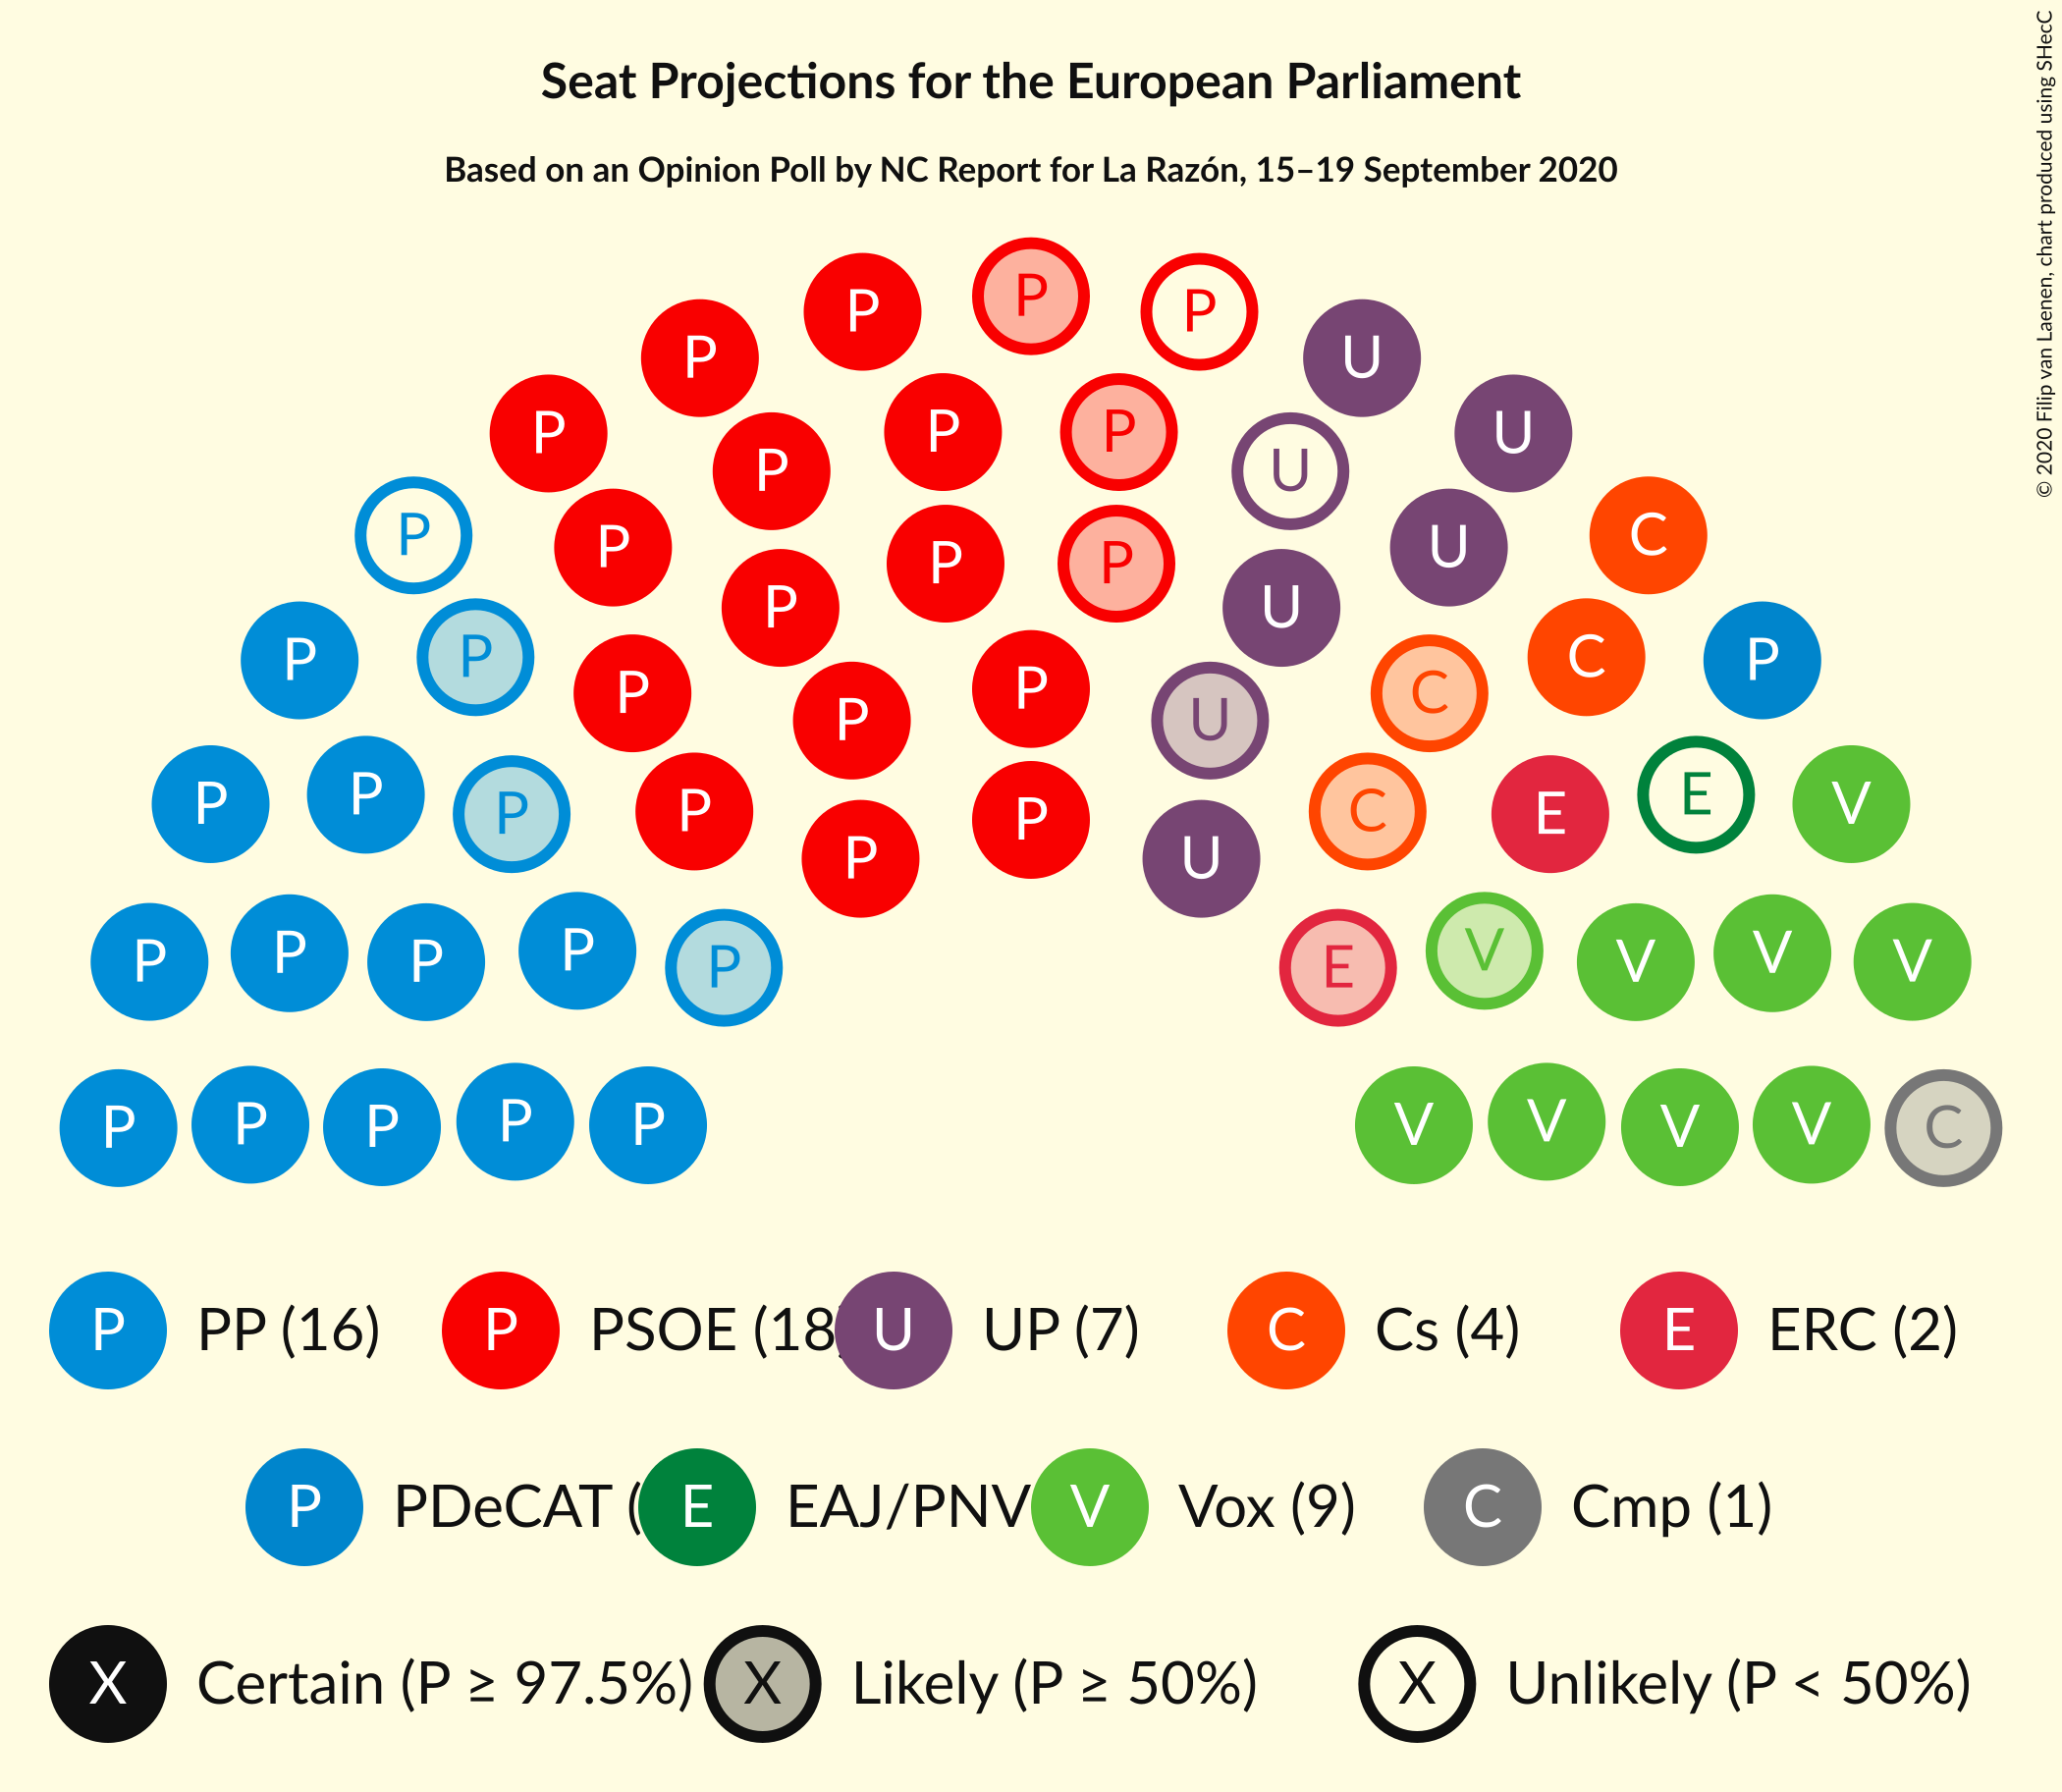 Seat Projections for the European Parliament
Based on an Opinion Poll by NC Report for La Razón, 15–19 September 2020
© 2020 Filip van Laenen, chart produced using SHecC
P P P
P P P U
P P U U
P P P U C
P P P P U C
P P P C P
P P U
P P P P C E E V
P P U
P P P P P E V V V V
P P P P P V V V V C
P PP (16) P PSOE (18 U UP (7) C Cs (4) E ERC (2)
P PDeCAT ( E EAJ/PNV V Vox (9) C Cmp (1)
X Certain (P ≥ 97.5%) X Likely (P ≥ 50%) X Unlikely (P < 50%)